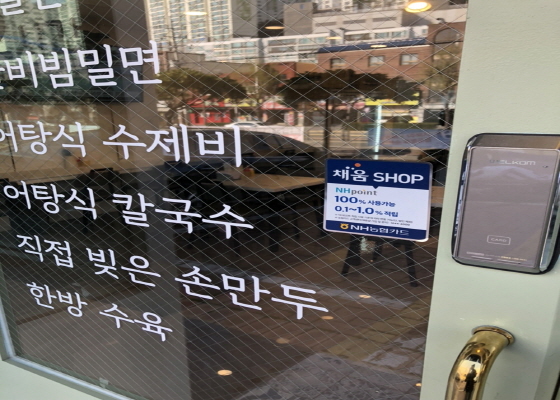 비빔밀면
어탕식 수제비
어탕식 칼국수
직접 빚은 손만두
한방 수육
채움 SHOP
NHpoint
100% 사용가능
0.1~1.0% 적립
NH농협카드